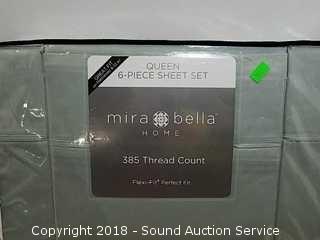 QUEEN
6-PIECE SHEET SET
mira bella
HOME
385 Thread Count
Flexi-Fit® Perfect Fit
Copyright 2018 - Sound Auction Service